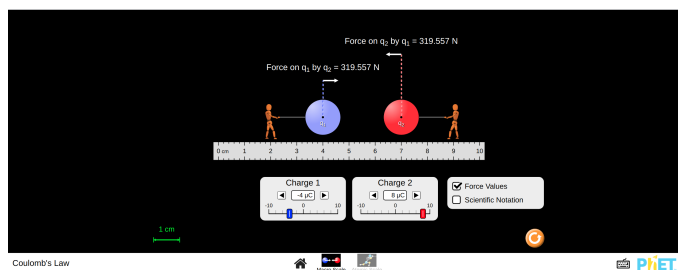 Force on q₂ by q₁ = 319.557 N
Force on q₁ by q₂ = 319.557 N
q₁
q₂
0 cm 1 2 3 4 5 6 7 8 9 10
Charge 1
-4 μC
-10 0 10
Charge 2
8 μC
-10 0 10
Force Values
Scientific Notation
1 cm
Coulomb's Law
Macro Scale
PhET